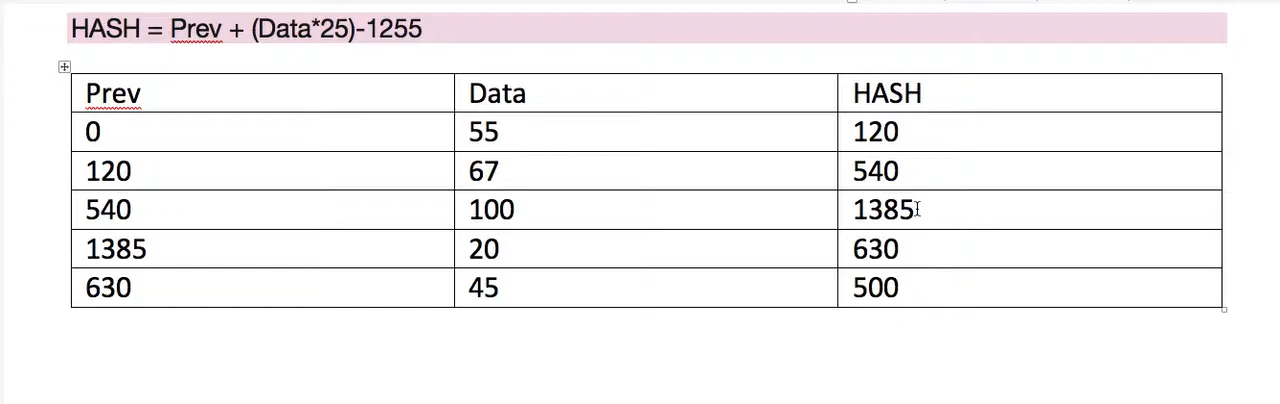 HASH = Prev + (Data*25)-1255
Prev Data HASH
0 55 120
120 67 540
540 100 1385
1385 20 630
630 45 500